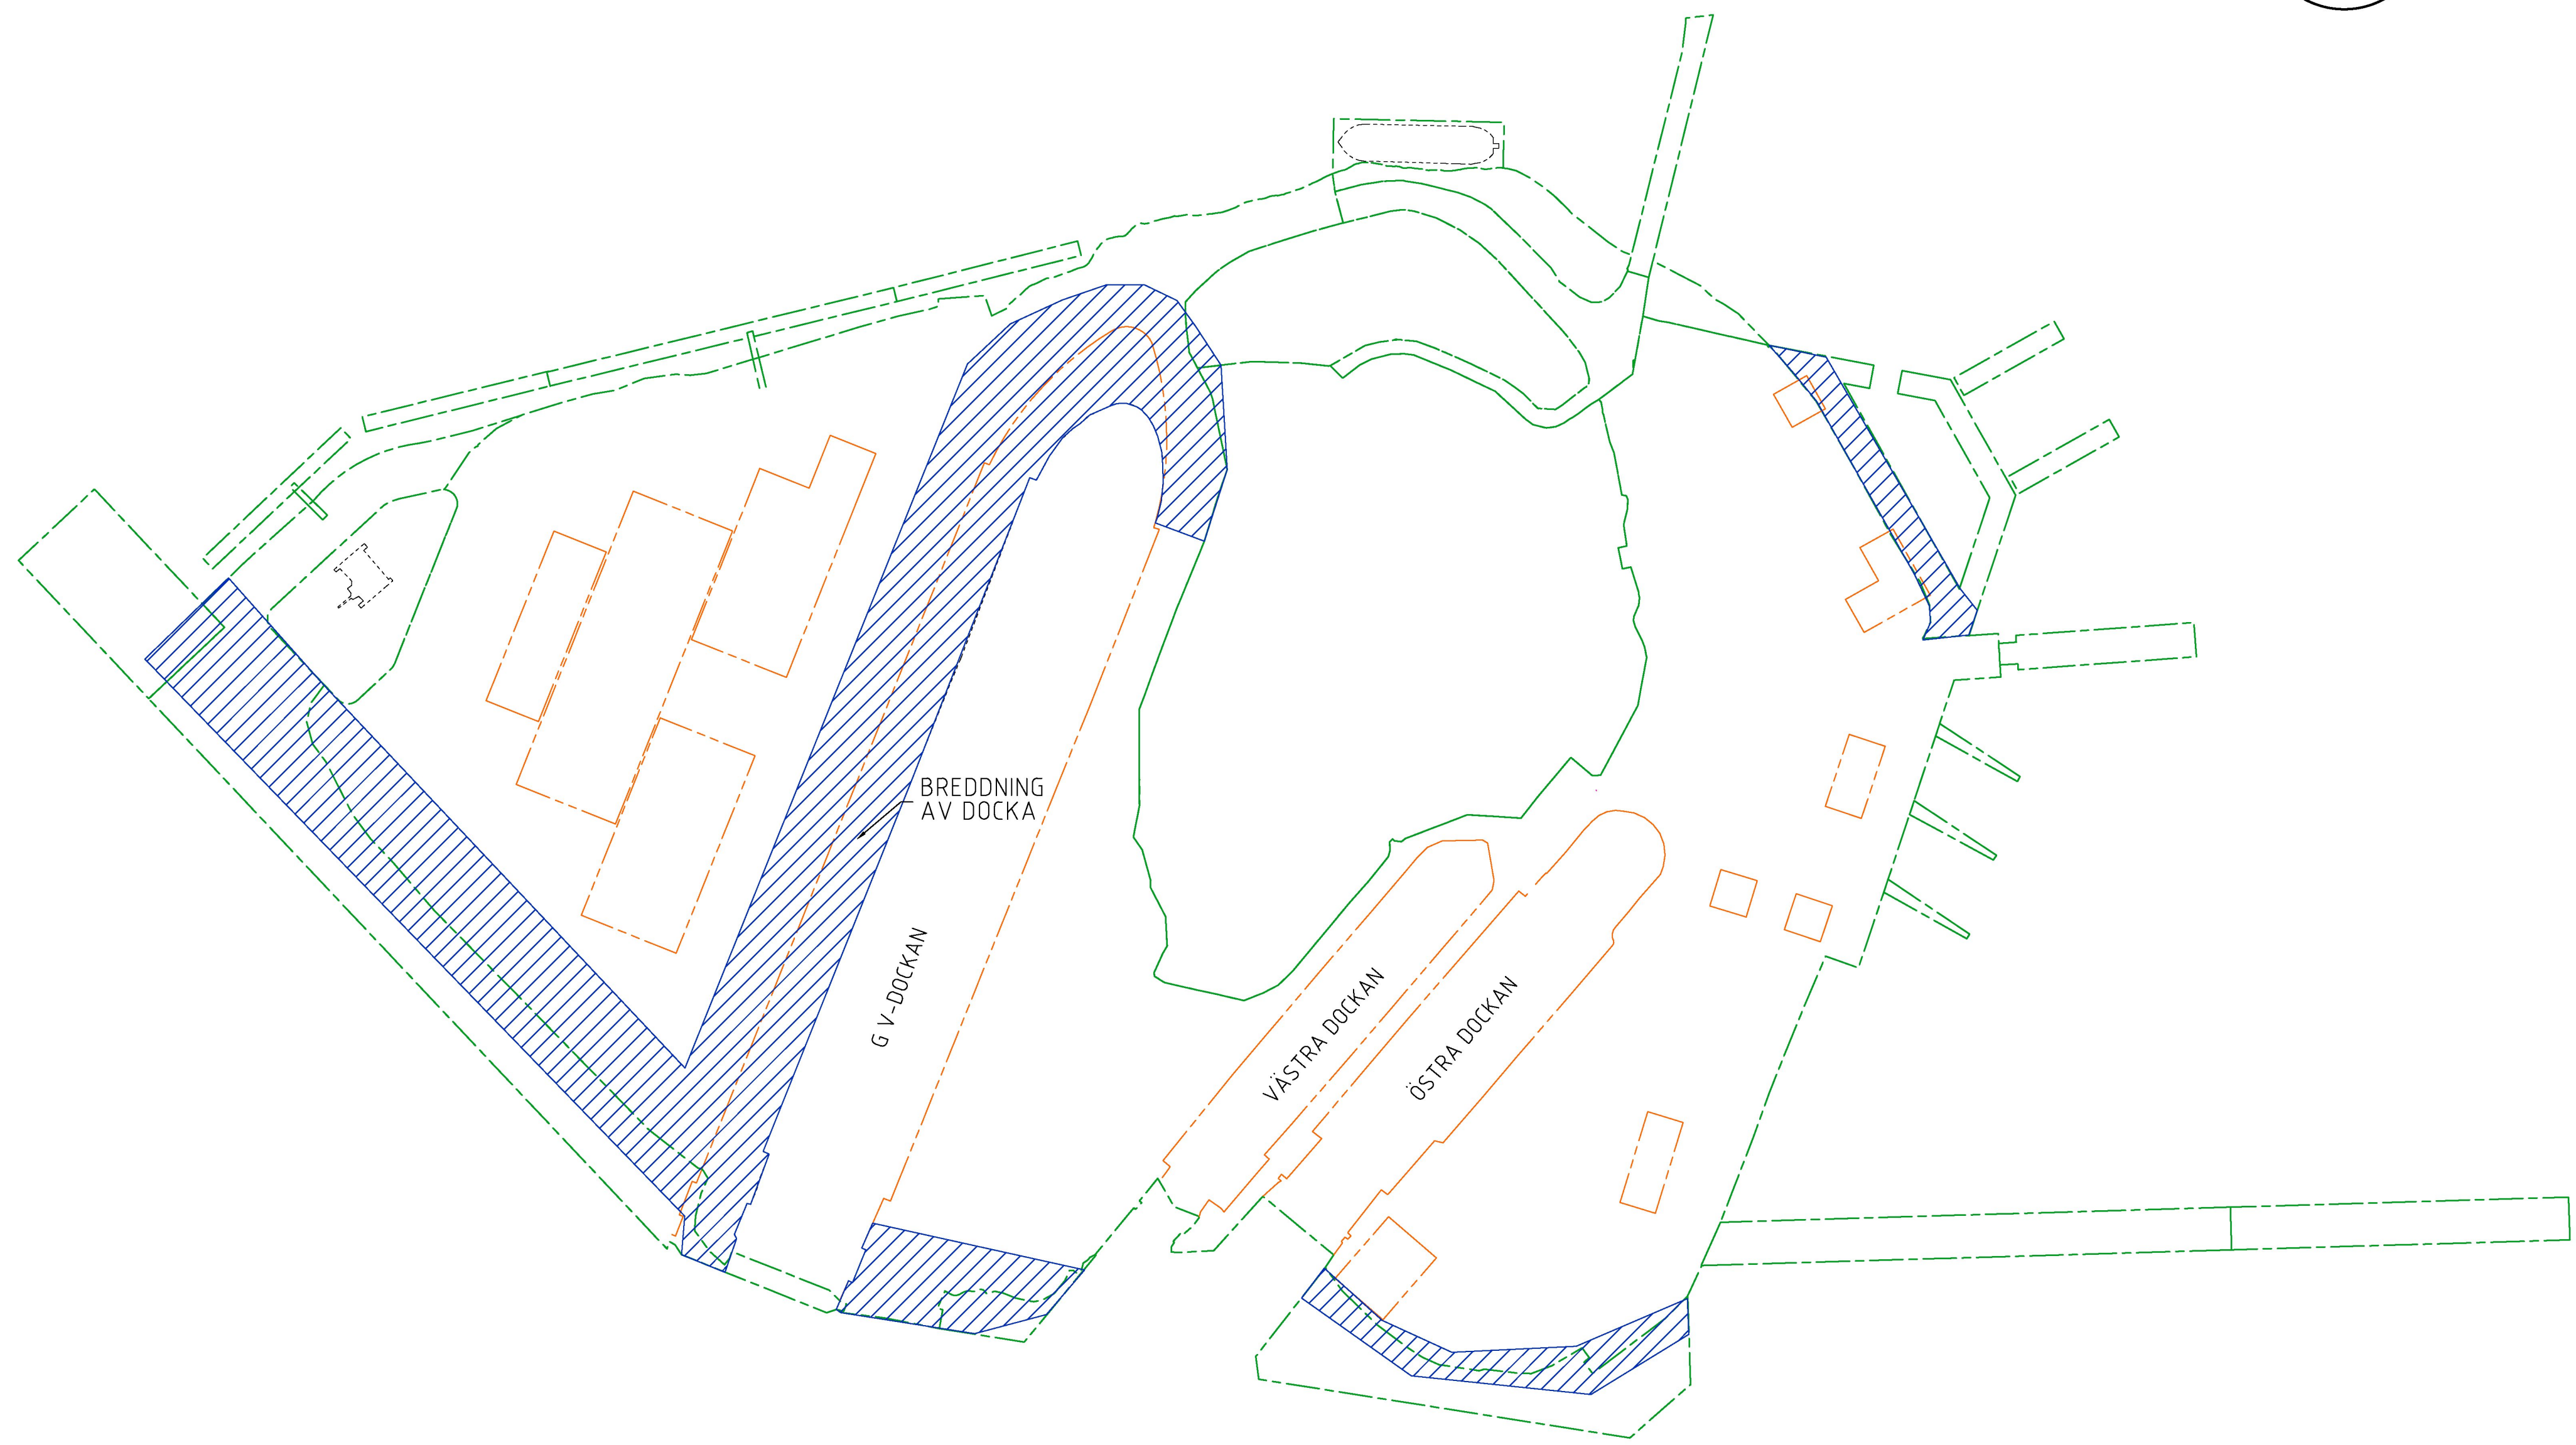 BREDDNING
AV DOCKA
G V-DOCKAN
VÄSTRA DOCKAN
ÖSTRA DOCKAN